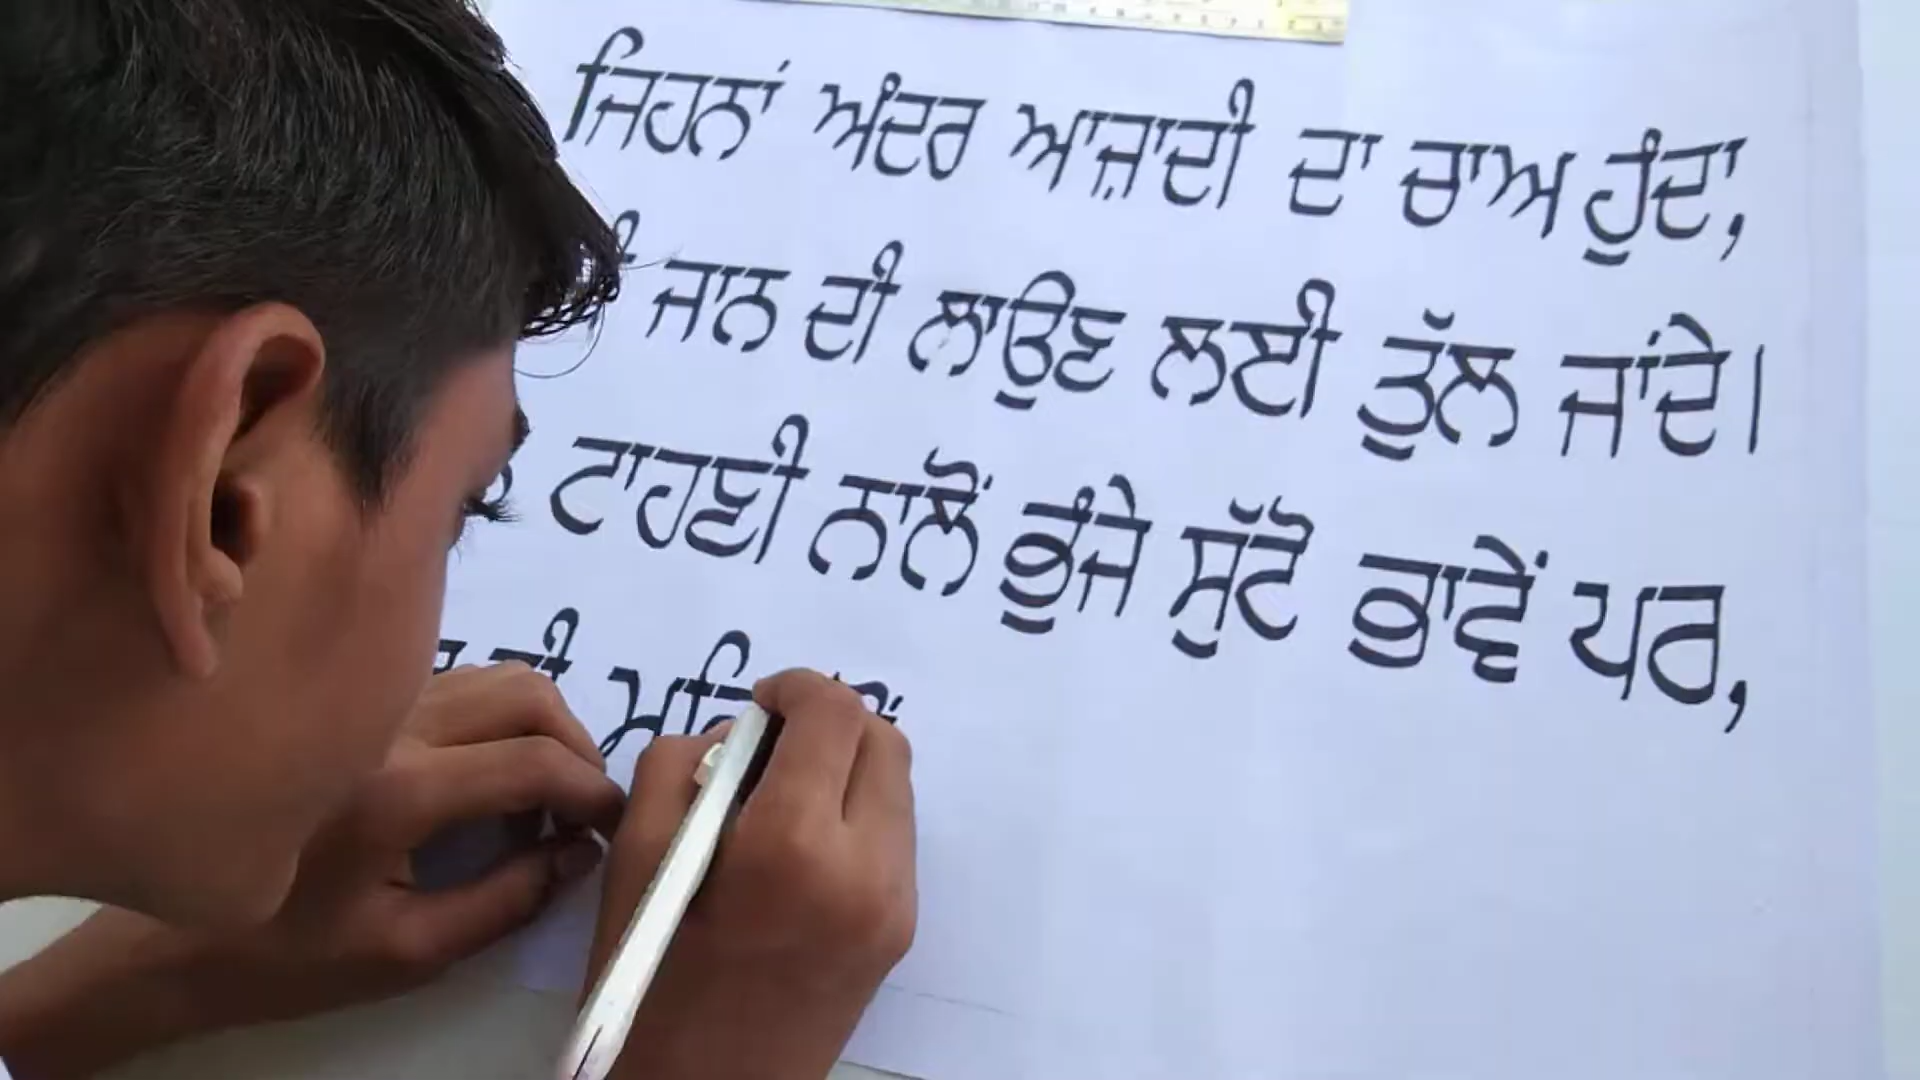 ਜਿਹਨਾਂ ਅੰਦਰ ਆਜ਼ਾਦੀ ਦਾ ਚਾਅ ਹੁੰਦਾ,
ਜਾਨ ਦੀ ਲਾਉਣ ਲਈ ਤੁੱਲ ਜਾਂਦੇ।
ਟਾਹਣੀ ਨਾਲੋਂ ਭੁੰਜੇ ਸੁੱਟੋ ਭਾਵੇਂ ਪਰ,